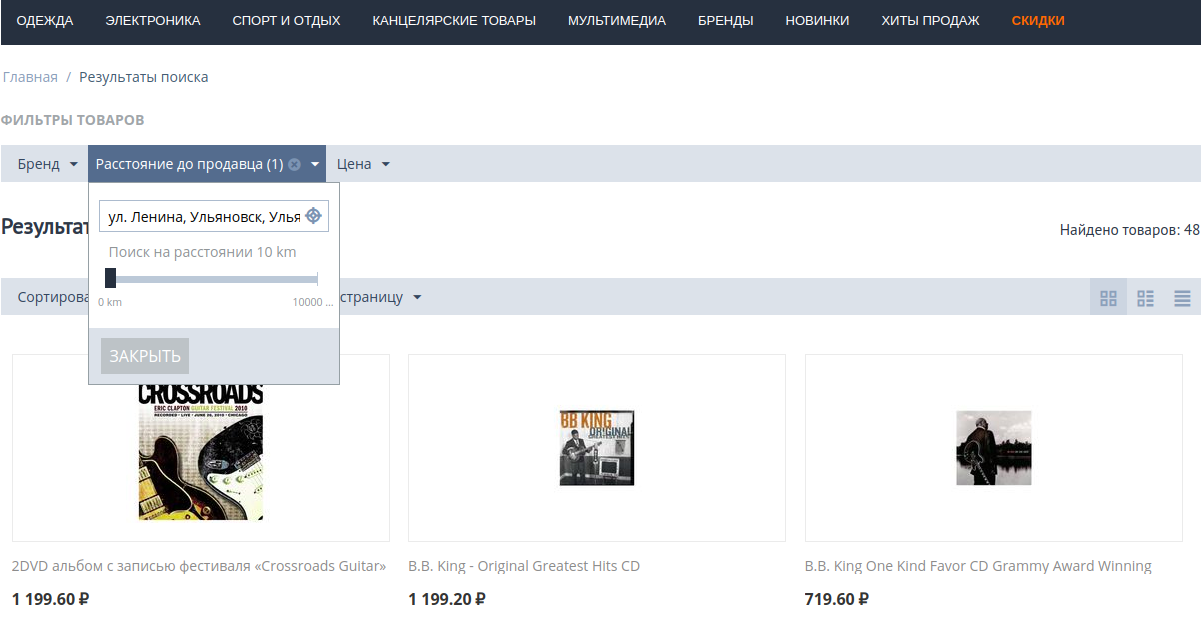 ОДЕЖДА ЭЛЕКТРОНИКА СПОРТ И ОТДЫХ КАНЦЕЛЯРСКИЕ ТОВАРЫ МУЛЬТИМЕДИА БРЕНДЫ НОВИНКИ ХИТЫ ПРОДАЖ СКИДКИ
Главная / Результаты поиска
ФИЛЬТРЫ ТОВАРОВ
Бренд Расстояние до продавца (1) Цена
ул. Ленина, Ульяновск, Улья
Результат Найдено товаров: 48
Поиск на расстоянии 10 km
Сортирова страницу
0 km 10000 ...
ЗАКРЫТЬ
CROSSROADS
ERIC CLAPTON GUITAR FESTIVAL 2010
RECORDED • LIVE • JUNE 26, 2010 • CHICAGO
BB KING
ORIGINAL
GREATEST HITS
2DVD альбом с записью фестиваля «Crossroads Guitar» B.B. King - Original Greatest Hits CD B.B. King One Kind Favor CD Grammy Award Winning
1 199.60 ₽ 1 199.20 ₽ 719.60 ₽